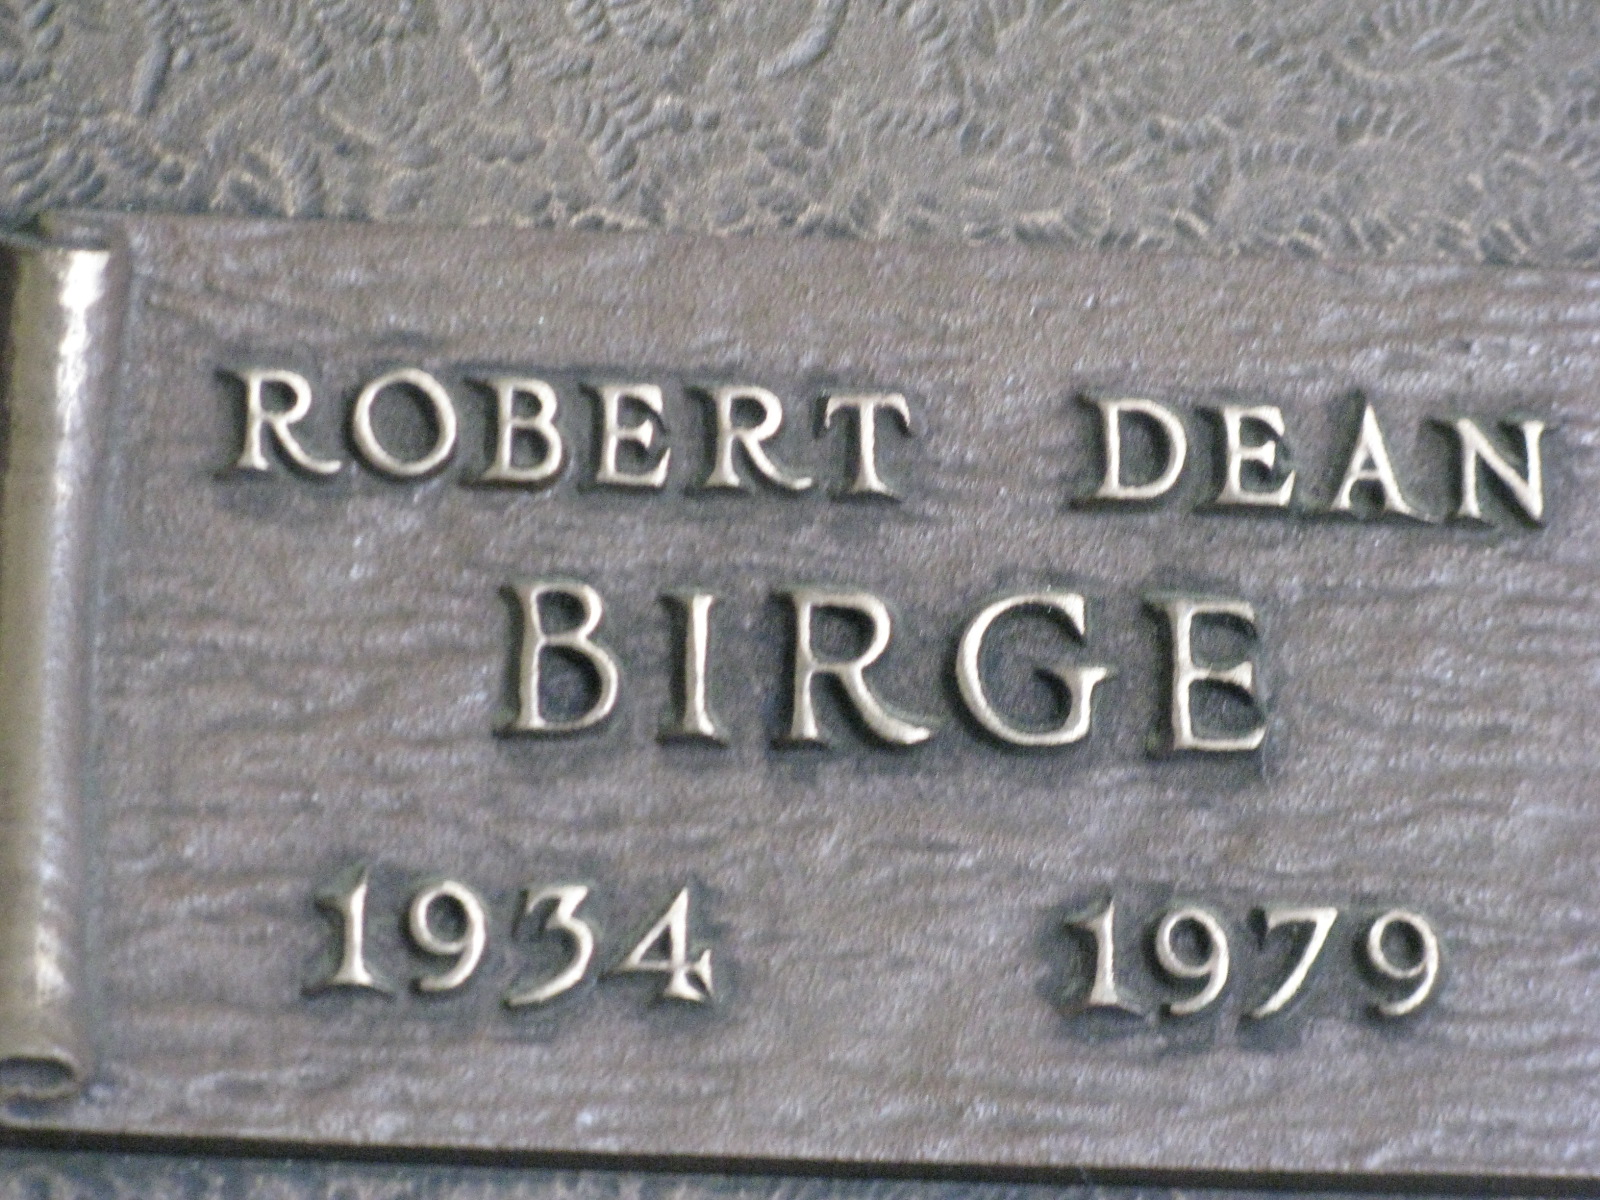 ROBERT DEAN
BIRGE
1934 1979